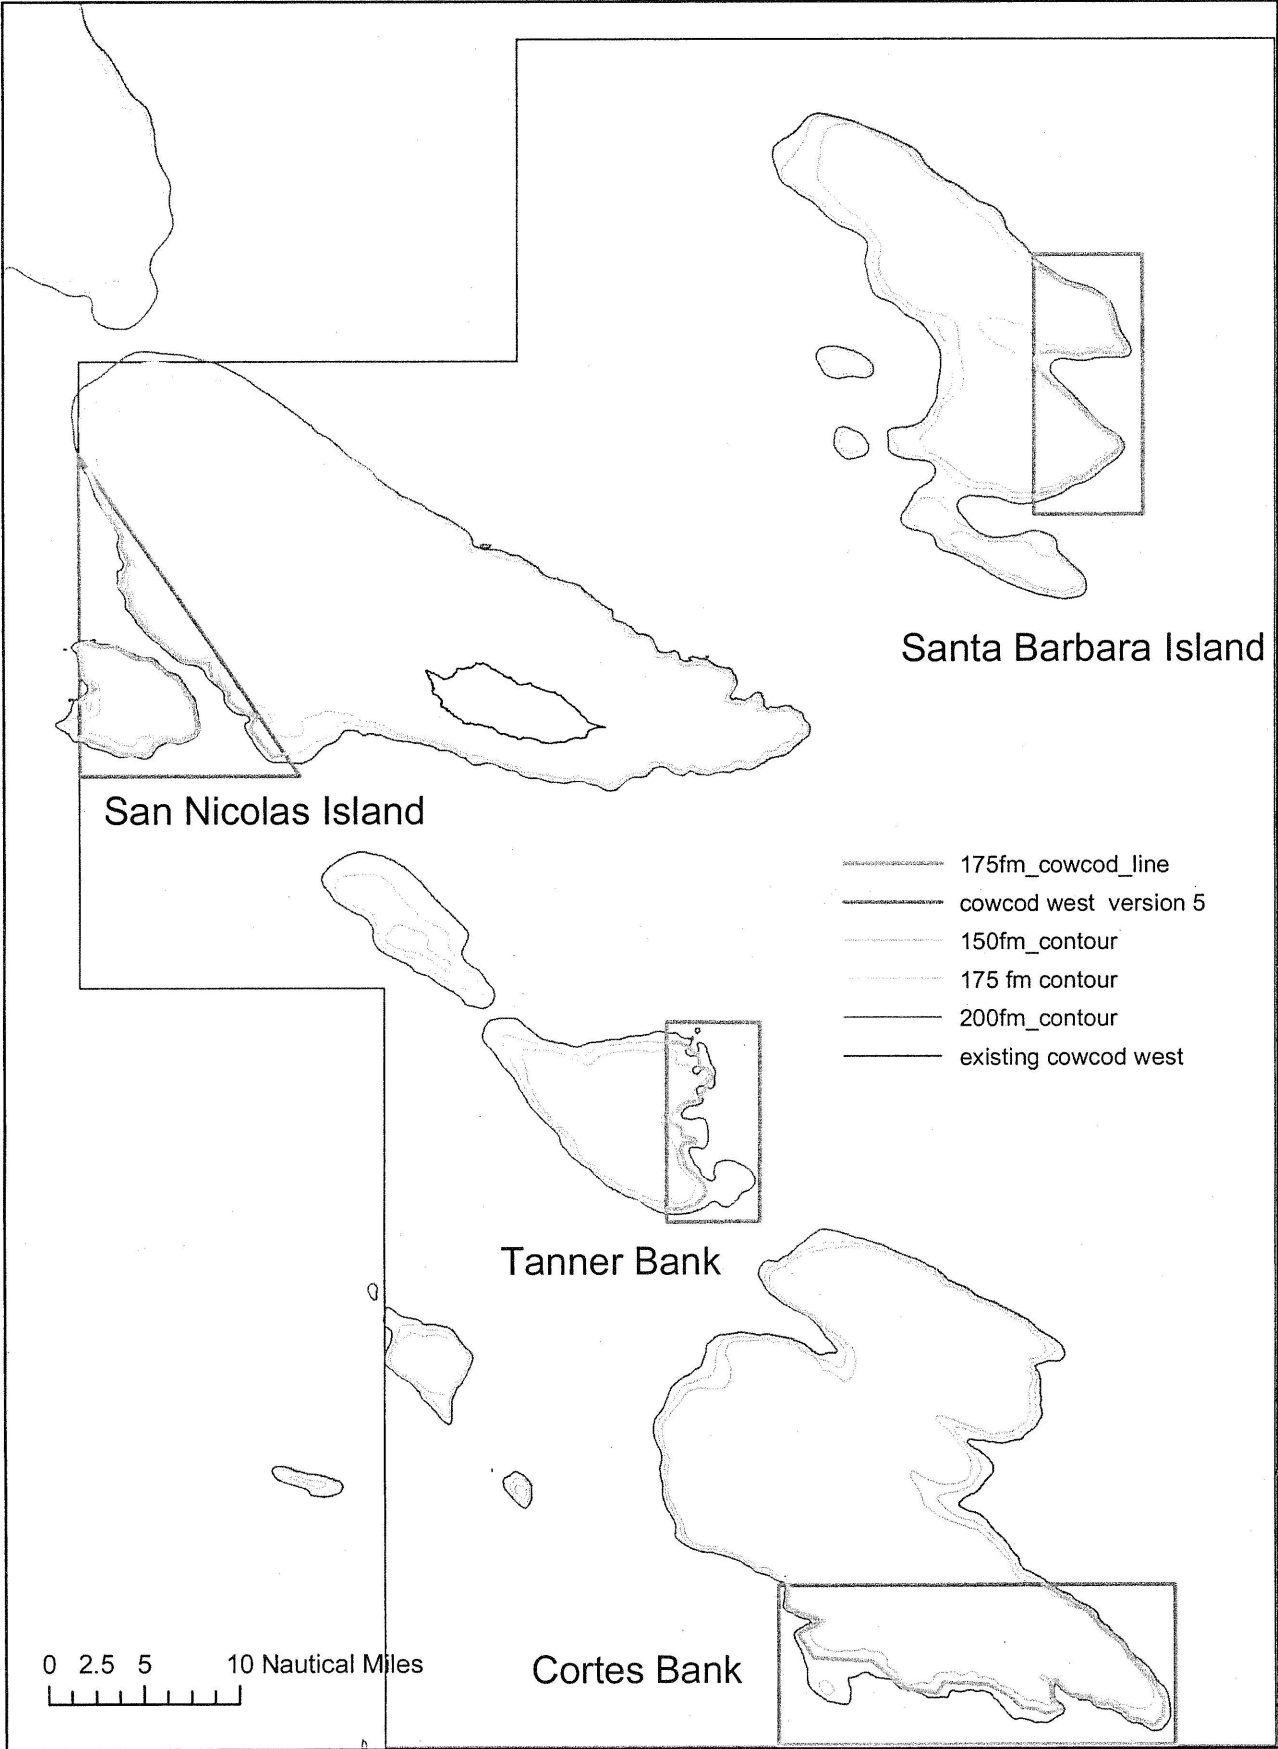 Santa Barbara Island
San Nicolas Island
175fm_cowcod_line
cowcod west version 5
150fm_contour
175 fm contour
200fm_contour
existing cowcod west
Tanner Bank
Cortes Bank
0 2.5 5 10 Nautical Miles